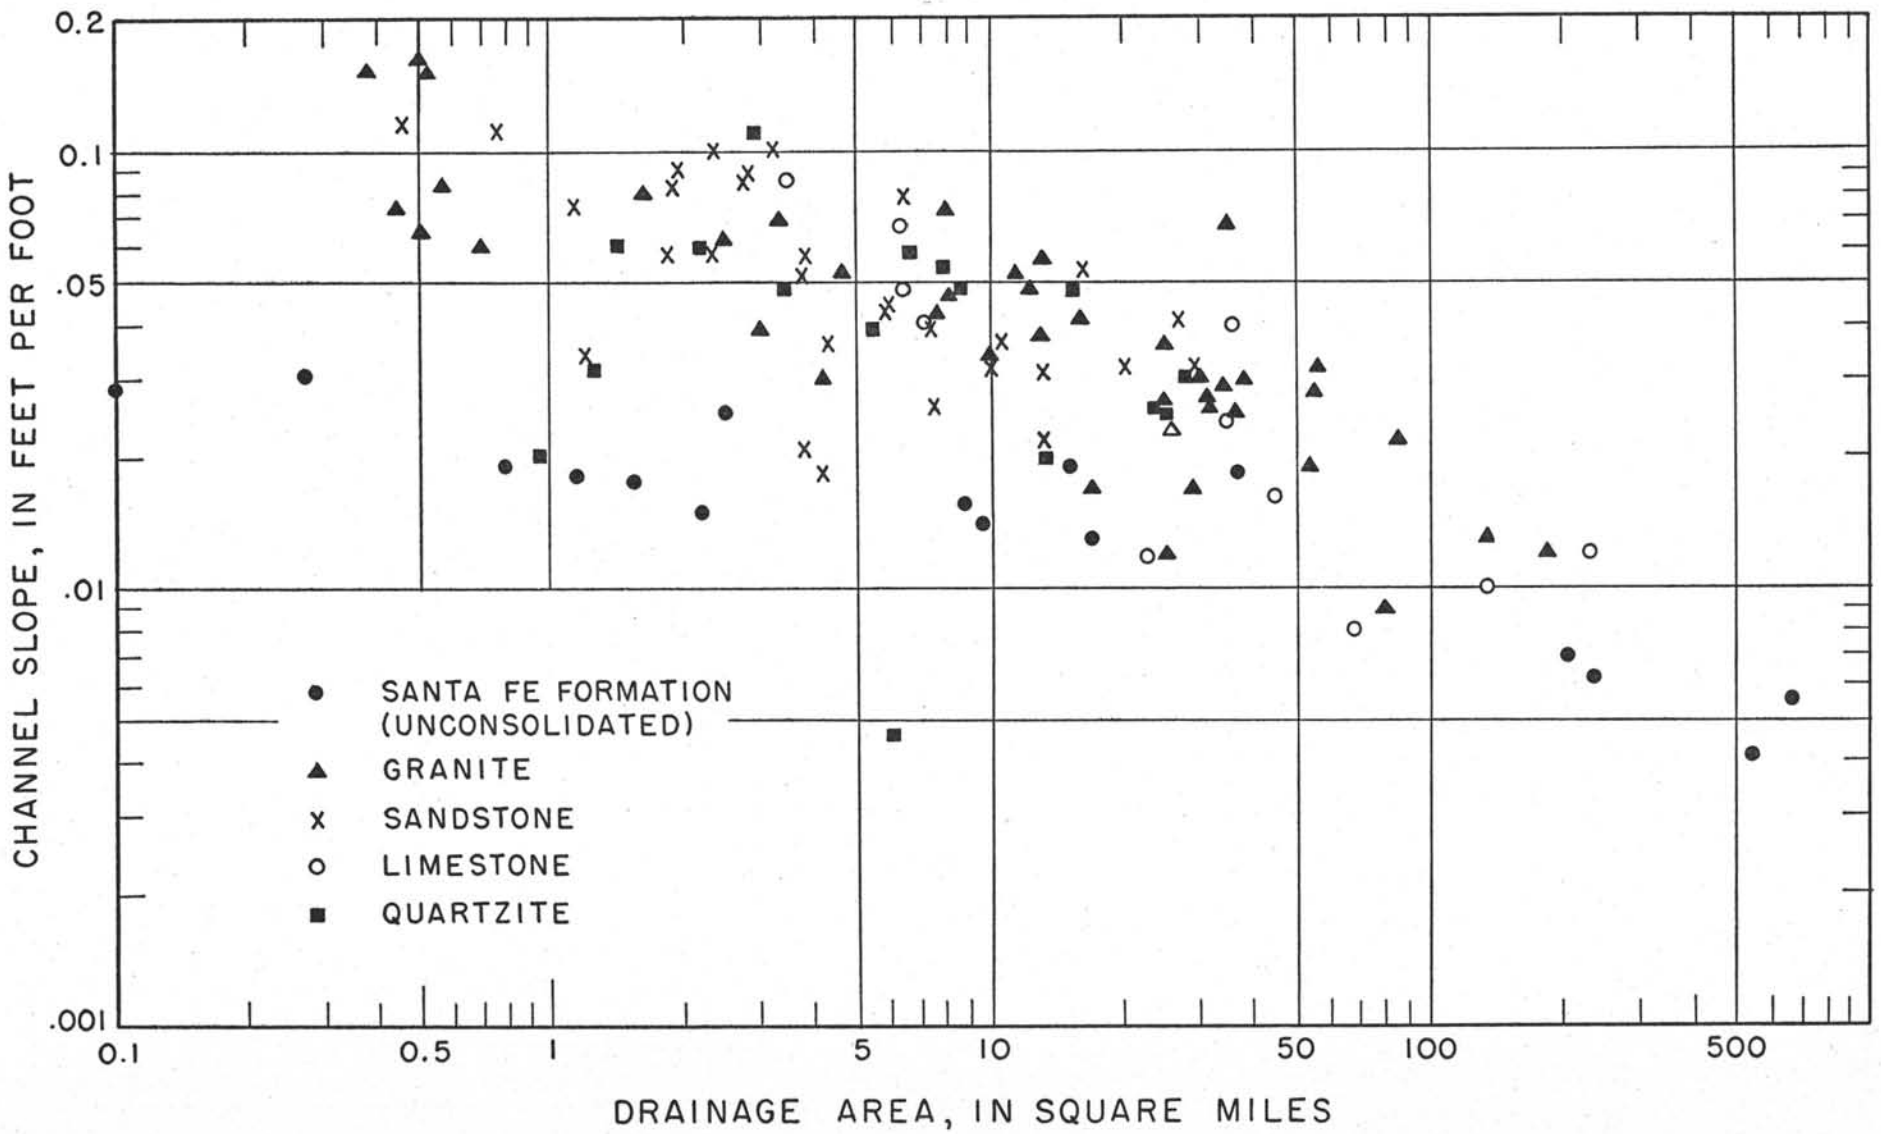 0.2
0.1
.05
.01
.001
CHANNEL SLOPE, IN FEET PER FOOT
SANTA FE FORMATION
(UNCONSOLIDATED)
GRANITE
SANDSTONE
LIMESTONE
QUARTZITE
0.1 0.5 1 5 10 50 100 500
DRAINAGE AREA, IN SQUARE MILES